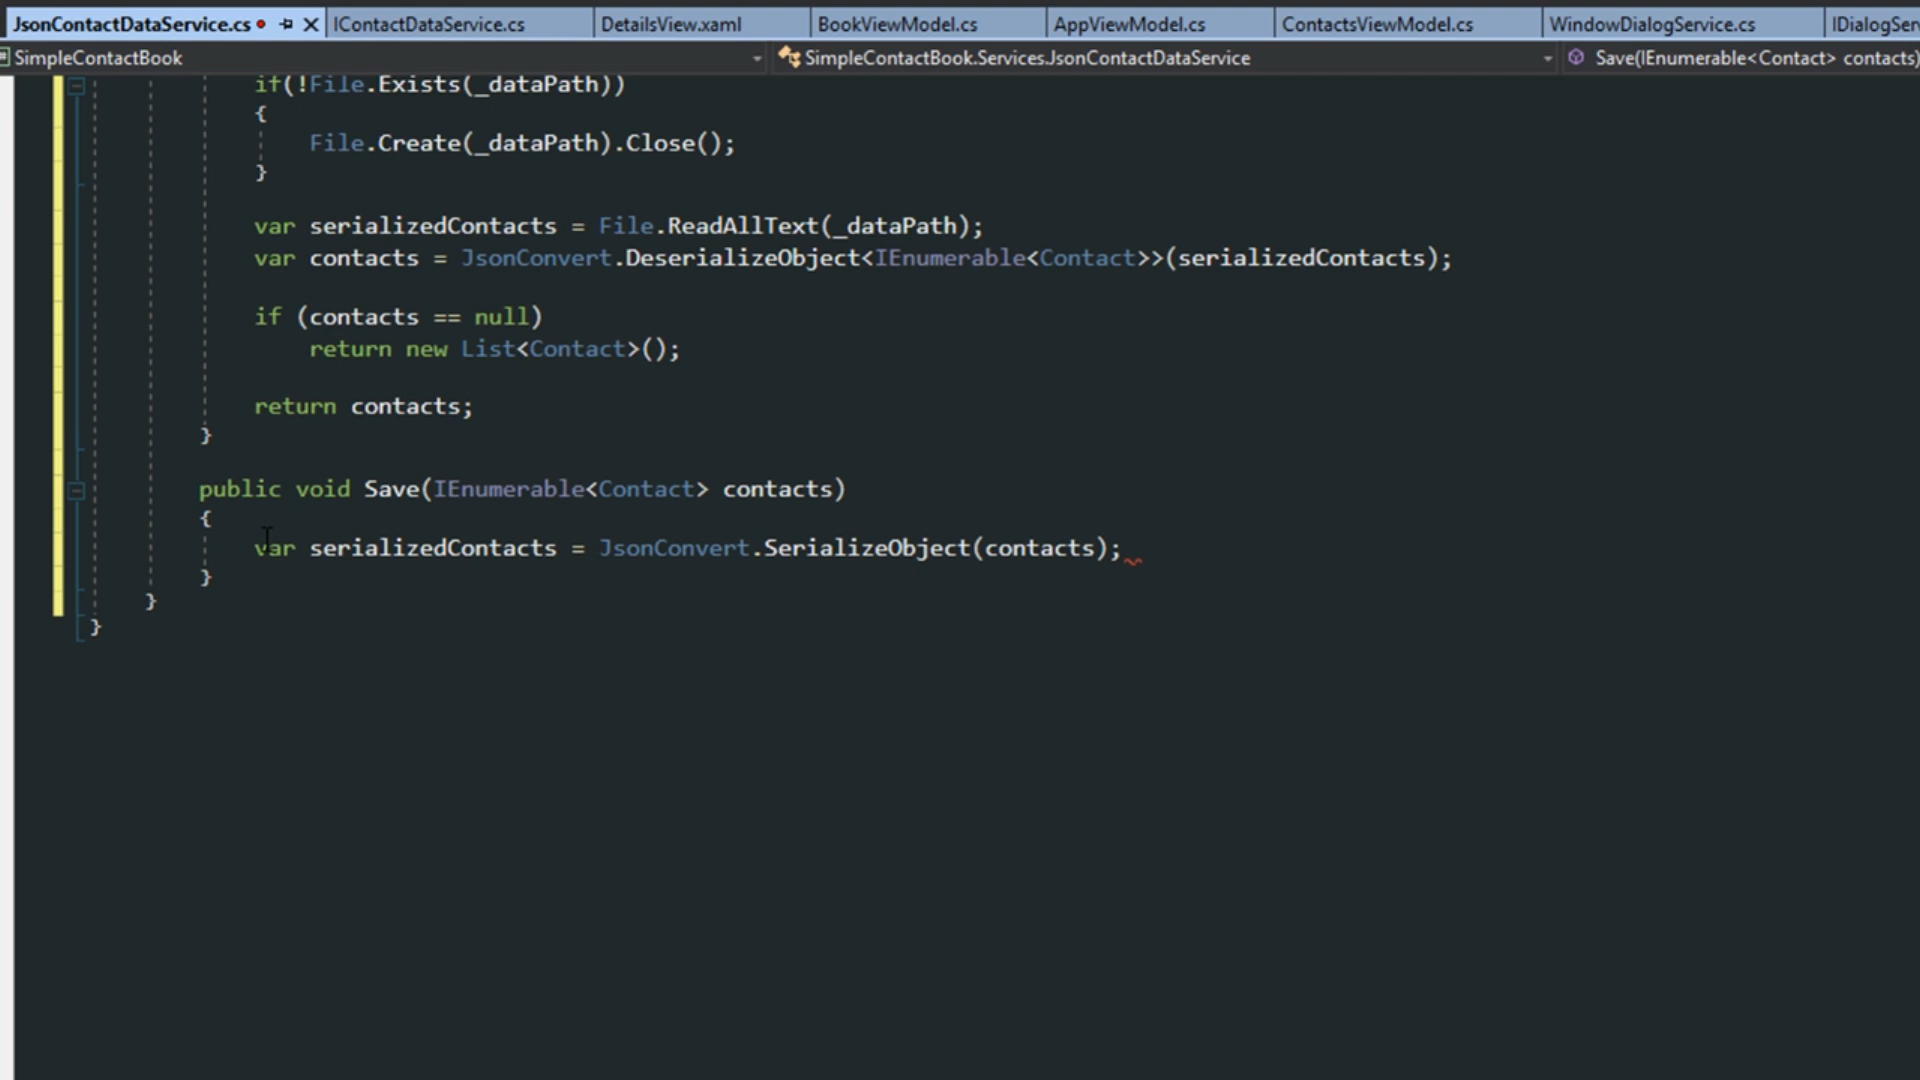 JsonContactDataService.cs IContactDataService.cs DetailsView.xaml BookViewModel.cs AppViewModel.cs ContactsViewModel.cs WindowDialogService.cs IDialogSer
SimpleContactBook SimpleContactBook.Services.JsonContactDataService Save(IEnumerable<Contact> contacts)
if(!File.Exists(_dataPath))
{
File.Create(_dataPath).Close();
}
var serializedContacts = File.ReadAllText(_dataPath);
var contacts = JsonConvert.DeserializeObject<IEnumerable<Contact>>(serializedContacts);
if (contacts == null)
return new List<Contact>();
return contacts;
}
public void Save(IEnumerable<Contact> contacts)
{
var serializedContacts = JsonConvert.SerializeObject(contacts);
}
}
}